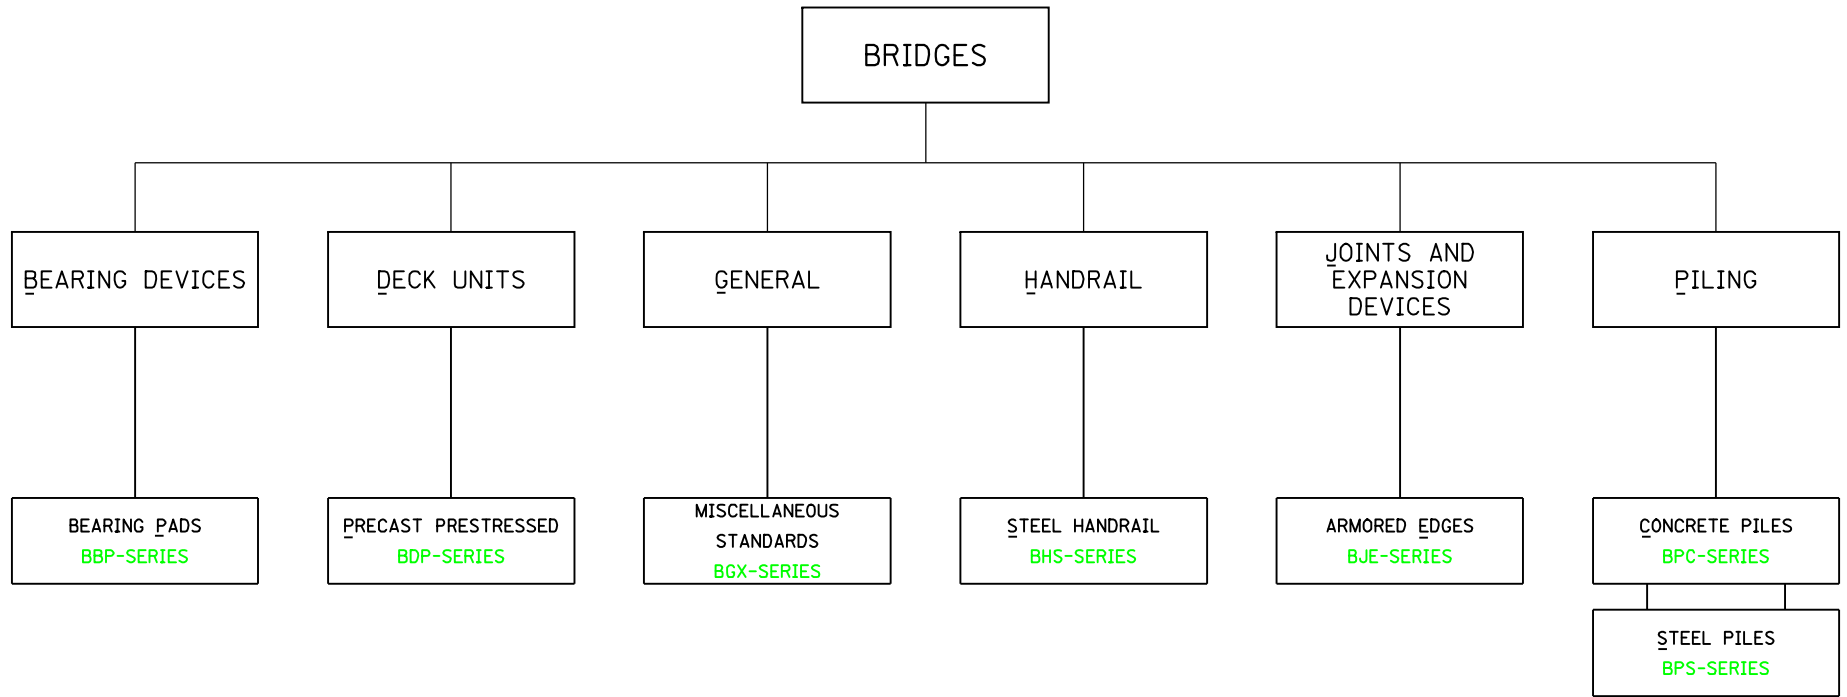 BRIDGES
BEARING DEVICES
DECK UNITS
GENERAL
HANDRAIL
JOINTS AND
EXPANSION
DEVICES
PILING
BEARING PADS
BBP-SERIES
PRECAST PRESTRESSED
BDP-SERIES
MISCELLANEOUS
STANDARDS
BGX-SERIES
STEEL HANDRAIL
BHS-SERIES
ARMORED EDGES
BJE-SERIES
CONCRETE PILES
BPC-SERIES
STEEL PILES
BPS-SERIES